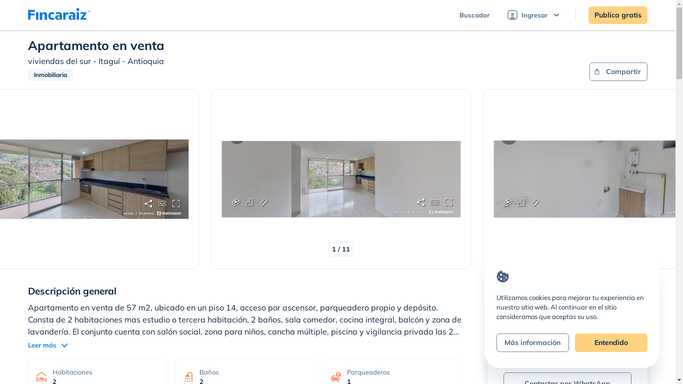 Fincaraiz
Buscador
Ingresar
Publica gratis
Apartamento en venta
viviendas del sur - Itaguí - Antioquia
Inmobiliaria
Compartir
1 / 11
Descripción general
Apartamento en venta de 57 m2, ubicado en un piso 14, acceso por ascensor, parqueadero propio y depósito.
Consta de 2 habitaciones mas estudio o tercera habitación, 2 baños, sala comedor, cocina integral, balcón y zona de
lavandería. El conjunto cuenta con salón social, zona para niños, cancha múltiple, piscina y vigilancia privada las 2...
Leer más
Habitaciones
2
Baños
2
Parqueaderos
1
Utilizamos cookies para mejorar tu experiencia en
nuestro sitio web. Al continuar en el sitio
consideramos que aceptas su uso.
Más información
Entendido
Contactar por WhatsApp